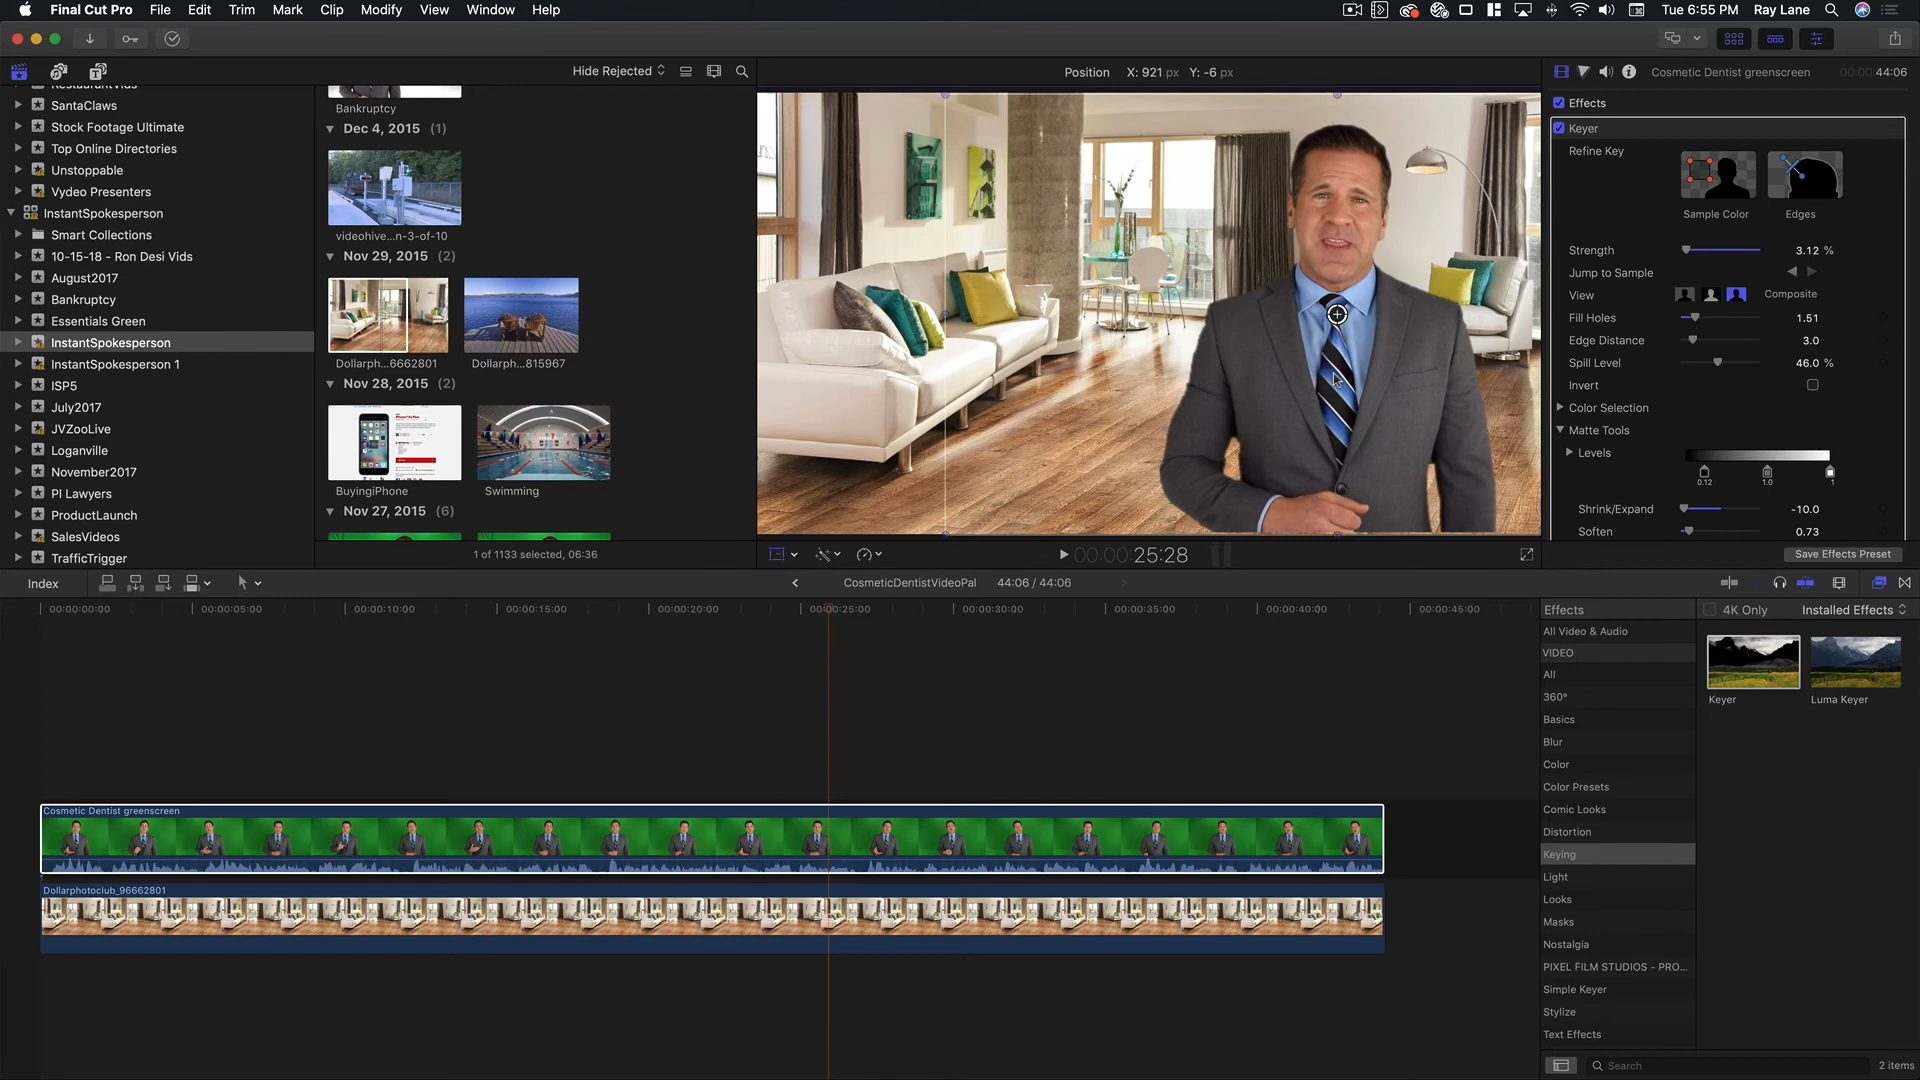 Final Cut Pro File Edit Trim Mark Clip Modify View Window Help Tue 6:55 PM Ray Lane
Hide Rejected
Position X: 921 px Y: -6 px
Cosmetic Dentist greenscreen 00:00:44:06
RestaurantVids
SantaClaws
Stock Footage Ultimate
Top Online Directories
Unstoppable
Vydeo Presenters
InstantSpokesperson
Smart Collections
10-15-18 - Ron Desi Vids
August2017
Bankruptcy
Essentials Green
InstantSpokesperson
InstantSpokesperson 1
ISP5
July2017
JVZooLive
Loganville
November2017
PI Lawyers
ProductLaunch
SalesVideos
TrafficTrigger
Bankruptcy
Dec 4, 2015 (1)
videohive...n-3-of-10
Nov 29, 2015 (2)
Dollarph...6662801
Dollarph...815967
Nov 28, 2015 (2)
BuyingiPhone
Swimming
Nov 27, 2015 (6)
1 of 1133 selected, 06:36
00:00:25:28
Effects
Keyer
Refine Key
Sample Color
Edges
Strength 3.12 %
Jump to Sample
View Composite
Fill Holes 1.51
Edge Distance 3.0
Spill Level 46.0 %
Invert
Color Selection
Matte Tools
Levels
0.12 1.0 1
Shrink/Expand -10.0
Soften 0.73
Save Effects Preset
Index
CosmeticDentistVideoPal 44:06 / 44:06
00:00:00:00 00:00:05:00 00:00:10:00 00:00:15:00 00:00:20:00 00:00:25:00 00:00:30:00 00:00:35:00 00:00:40:00 00:00:45:00
Cosmetic Dentist greenscreen
Dollarphotoclub_96662801
Effects
4K Only
Installed Effects
All Video & Audio
VIDEO
All
360°
Basics
Blur
Color
Color Presets
Comic Looks
Distortion
Keying
Light
Looks
Masks
Nostalgia
PIXEL FILM STUDIOS - PRO...
Simple Keyer
Stylize
Text Effects
Keyer
Luma Keyer
Search
2 items